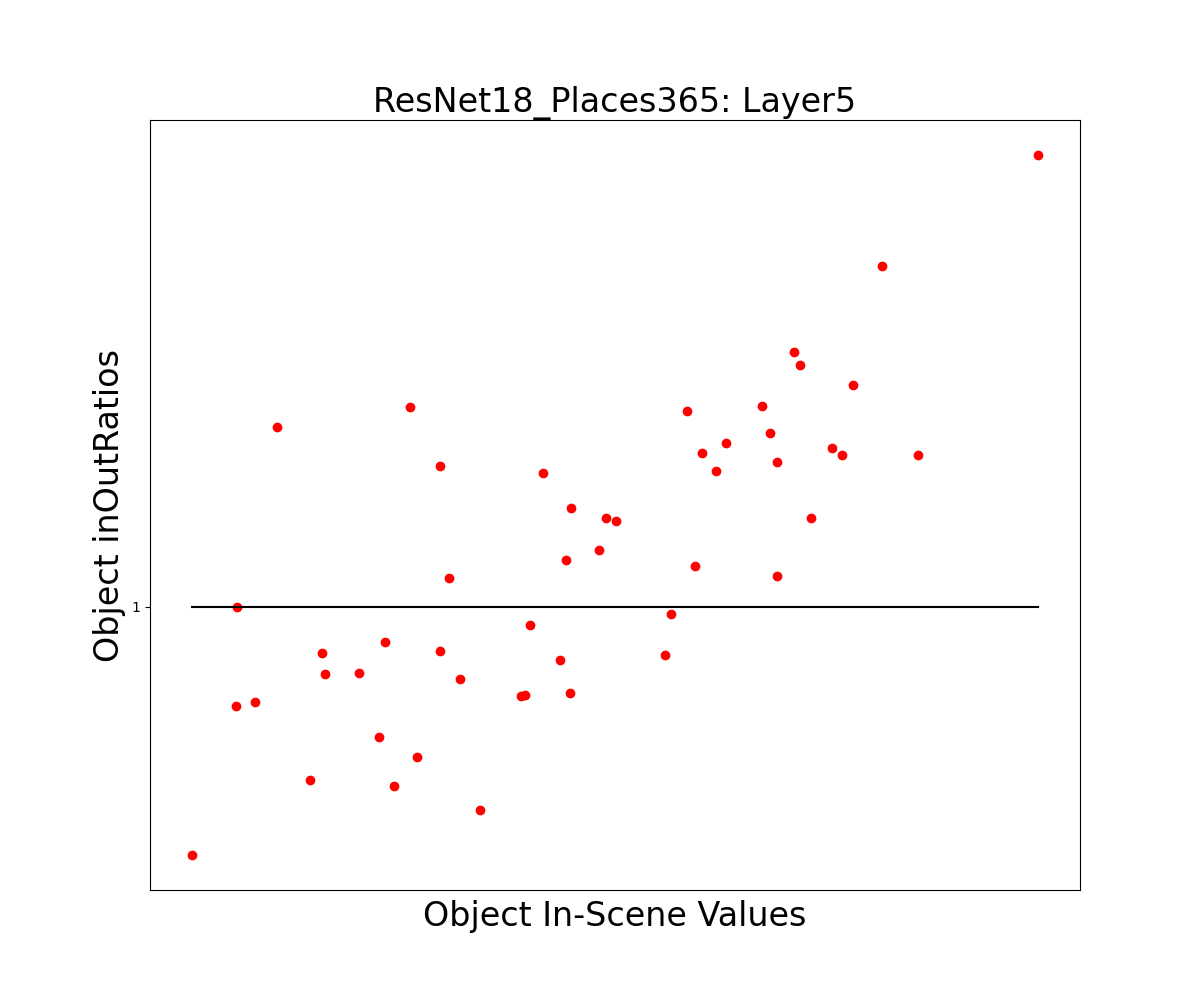 ResNet18_Places365: Layer5
Object inOutRatios
1
Object In-Scene Values